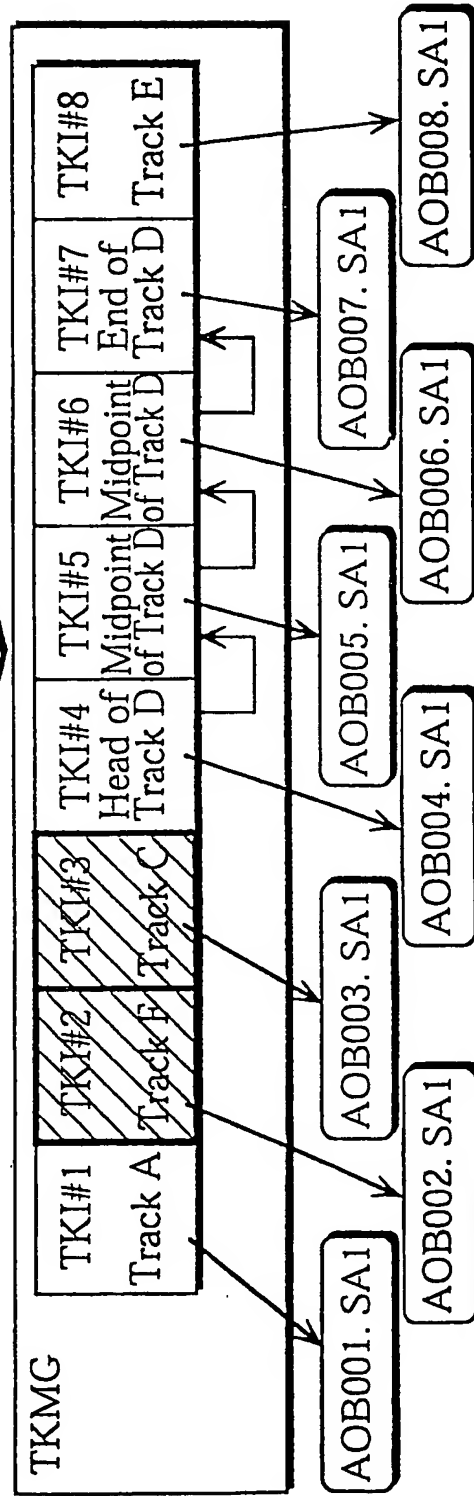 TKMG
TKI#1
Track A
TKI#2
Track F
TKI#3
Track C
TKI#4
Head of
Track D
TKI#5
Midpoint
of Track D
TKI#6
Midpoint
of Track D
TKI#7
End of
Track D
TKI#8
Track E
AOB001. SA1
AOB002. SA1
AOB003. SA1
AOB004. SA1
AOB005. SA1
AOB006. SA1
AOB007. SA1
AOB008. SA1